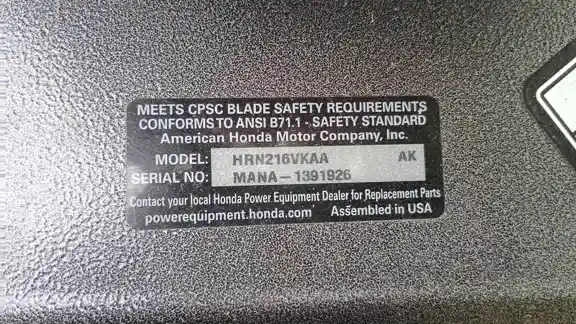 MEETS CPSC BLADE SAFETY REQUIREMENTS
CONFORMS TO ANSI B71.1 - SAFETY STANDARD
American Honda Motor Company, Inc.
MODEL: HRN216VKAA AK
SERIAL NO: MANA-1391926
Contact your local Honda Power Equipment Dealer for Replacement Parts
powerequipment.honda.com Assembled in USA